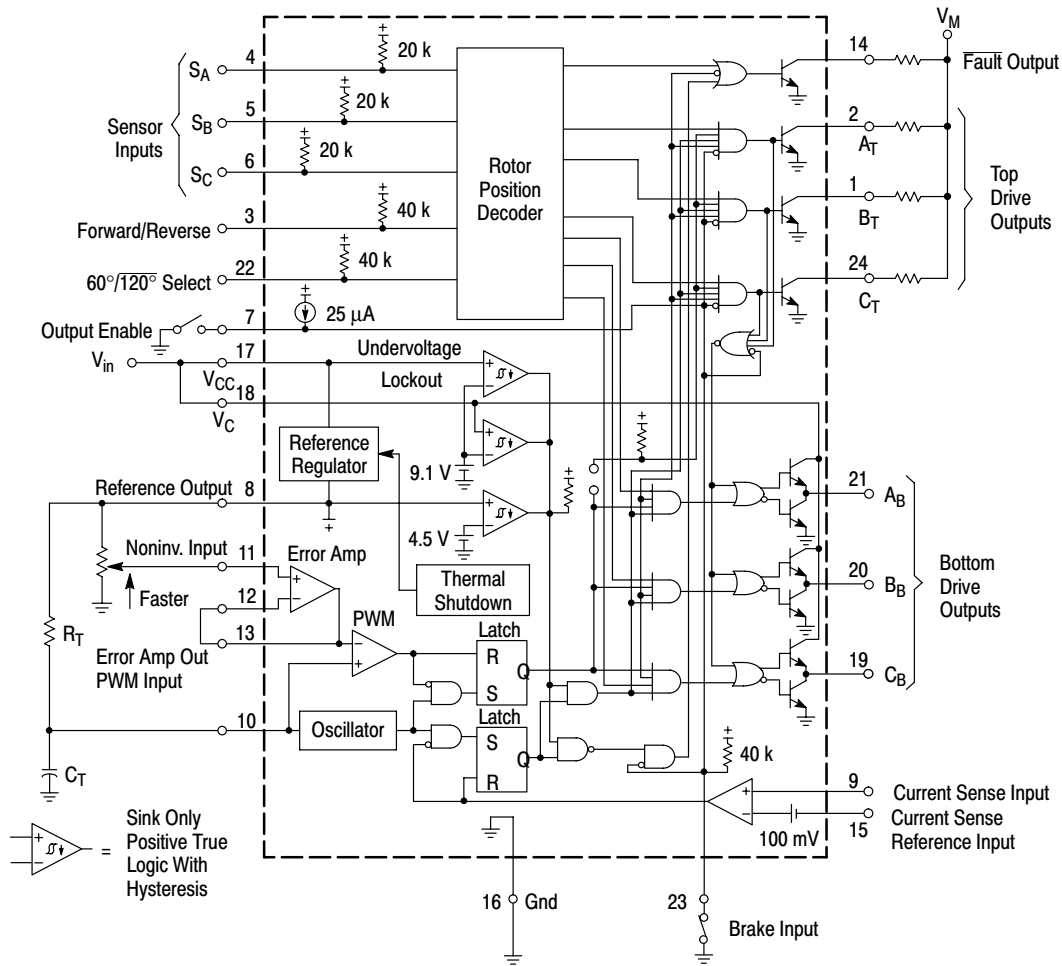 V_M
4
S_A
20 k
14
Fault Output
5
S_B
20 k
2
A_T
Sensor
Inputs
6
S_C
20 k
Rotor
Position
Decoder
1
B_T
Top
Drive
Outputs
3
Forward/Reverse
40 k
22
60°/120° Select
40 k
24
C_T
7
Output Enable
25 μA
V_in
17
V_CC
Undervoltage
Lockout
18
V_C
Reference
Regulator
9.1 V
Reference Output
8
4.5 V
21
A_B
Noninv. Input
11
Error Amp
Faster
12
Thermal
Shutdown
20
B_B
Bottom
Drive
Outputs
R_T
13
Error Amp Out
PWM Input
PWM
Latch
R
Q
S
19
C_B
10
Oscillator
Latch
S
Q
R
40 k
C_T
9
Current Sense Input
100 mV
15
Current Sense
Reference Input
+ − = Sink Only
Positive True
Logic With
Hysteresis
16
Gnd
23
Brake Input